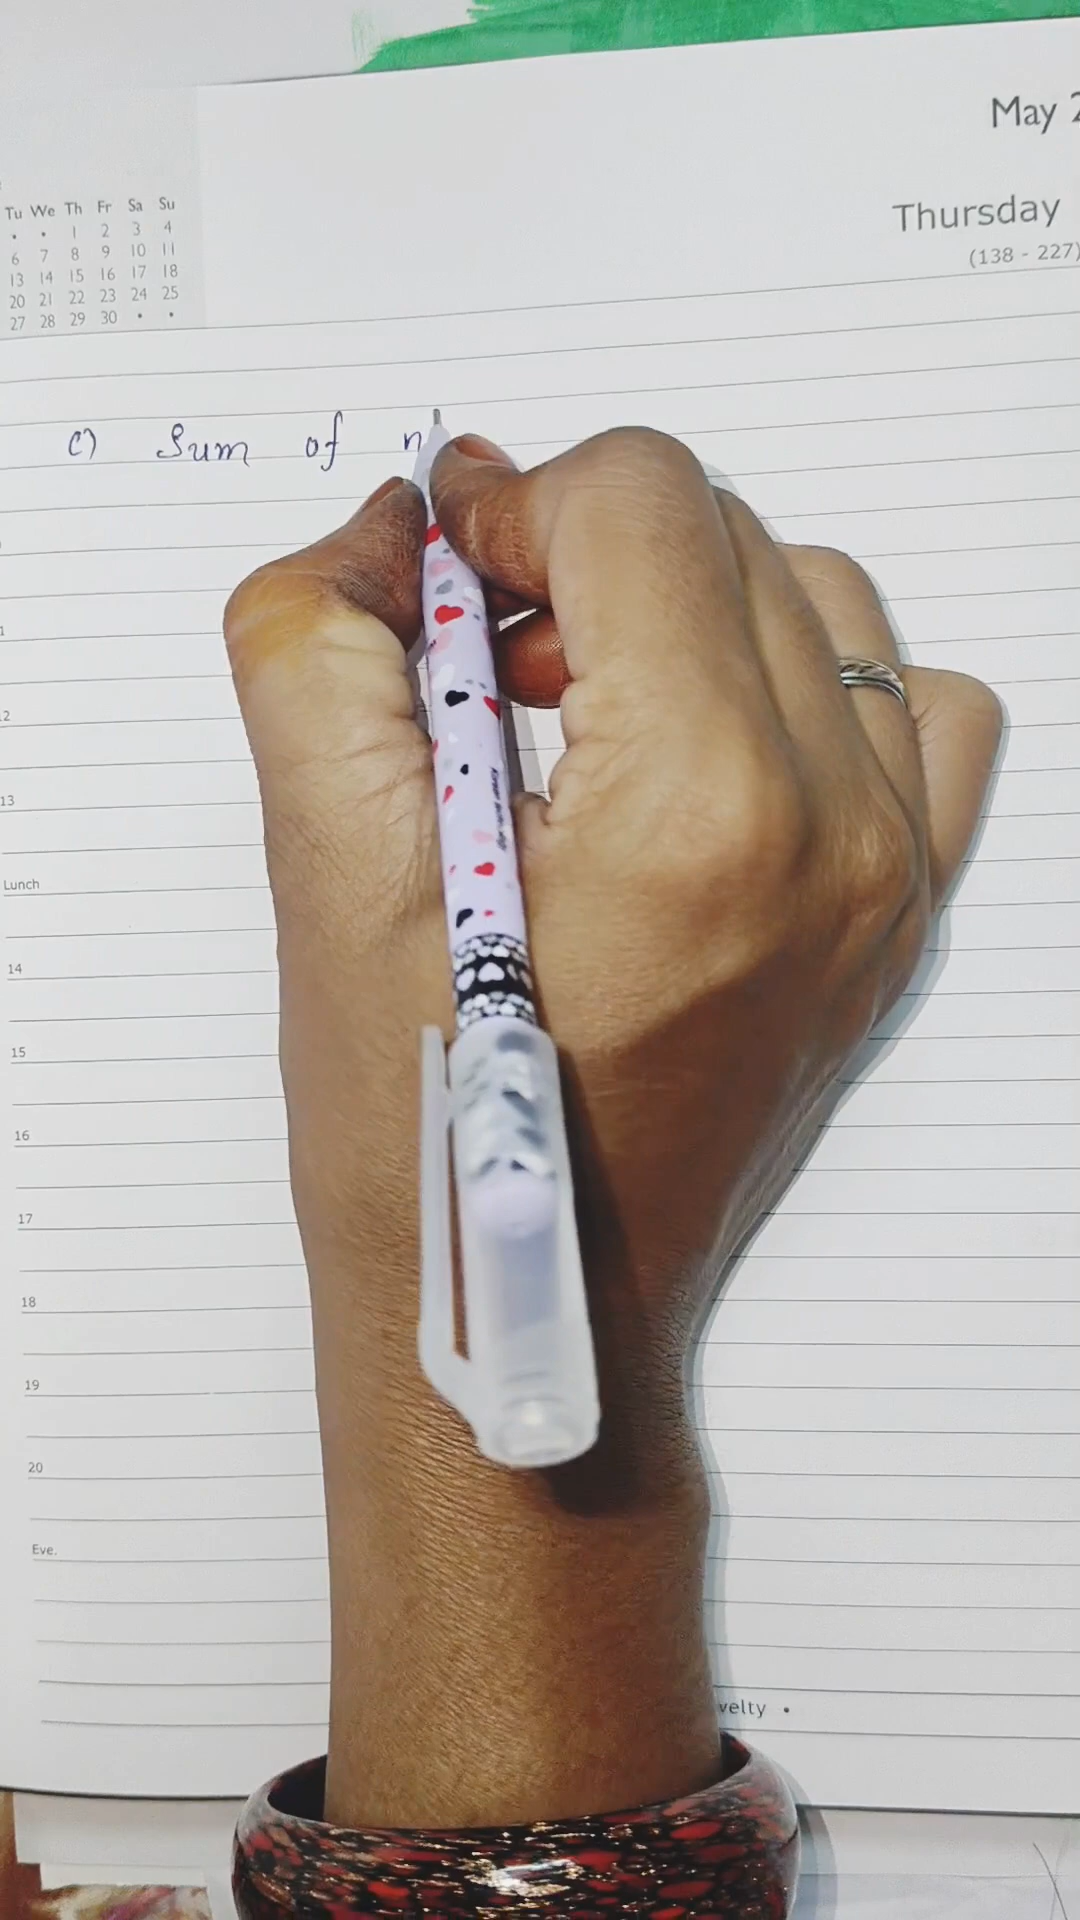 May 2
Thursday
(138 - 227)
Tu We Th Fr Sa Su
• • 1 2 3 4
6 7 8 9 10 11
13 14 15 16 17 18
20 21 22 23 24 25
27 28 29 30 • •
c) Sum of n
12
13
Lunch
14
15
16
17
18
19
20
Eve.
velty •